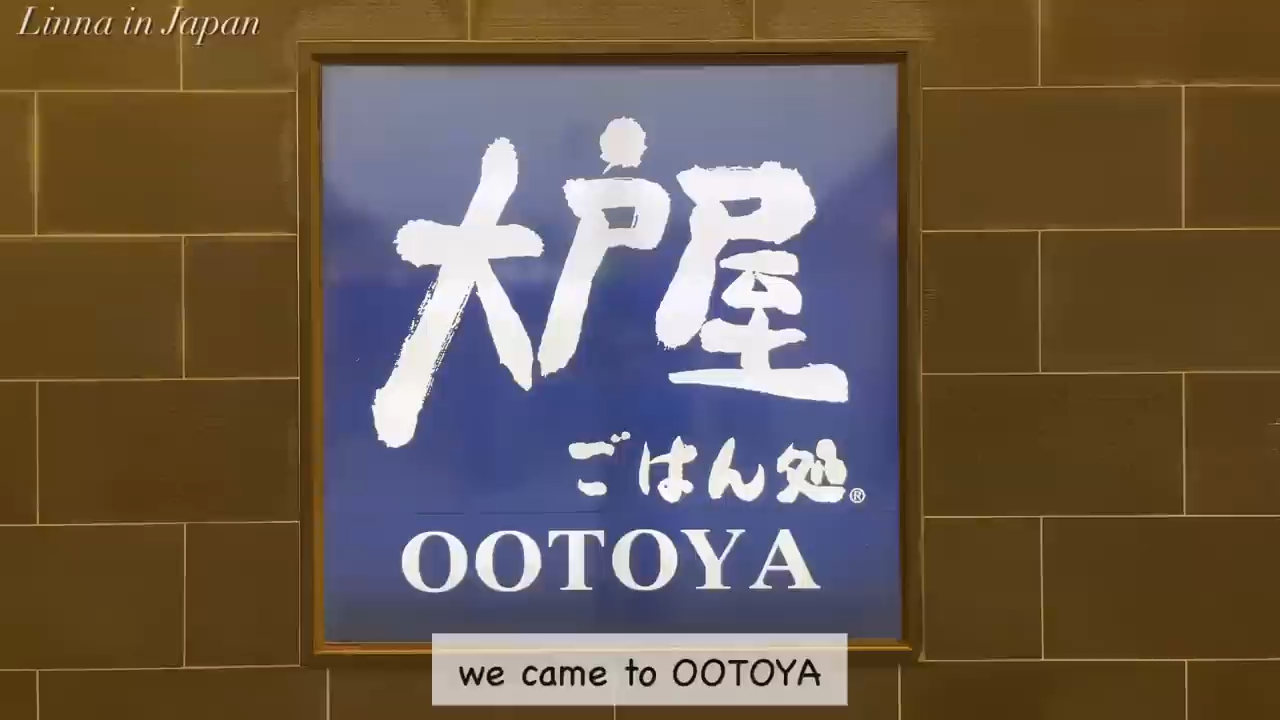 Linna in Japan
大戸屋
ごはん処®
OOTOYA
we came to OOTOYA